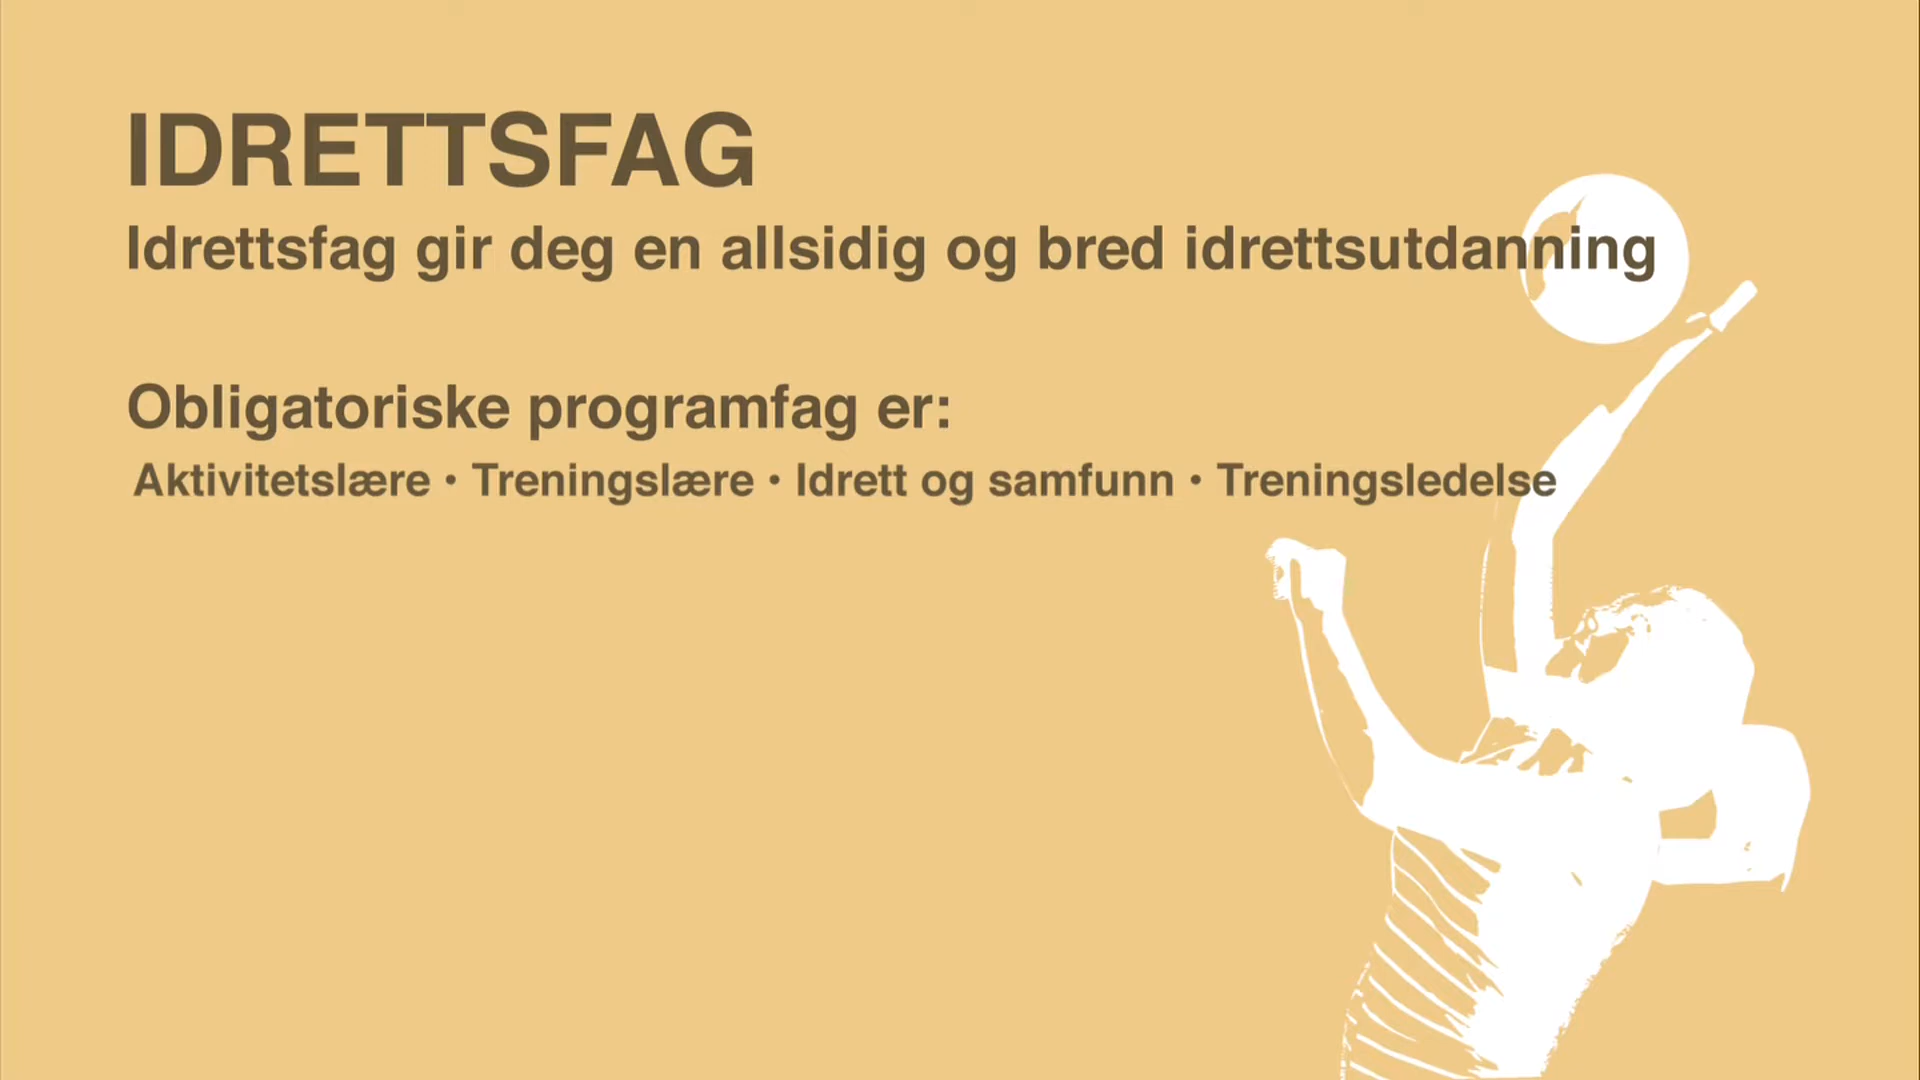 IDRETTSFAG
Idrettsfag gir deg en allsidig og bred idrettsutdanning
Obligatoriske programfag er:
Aktivitetslære • Treningslære • Idrett og samfunn • Treningsledelse